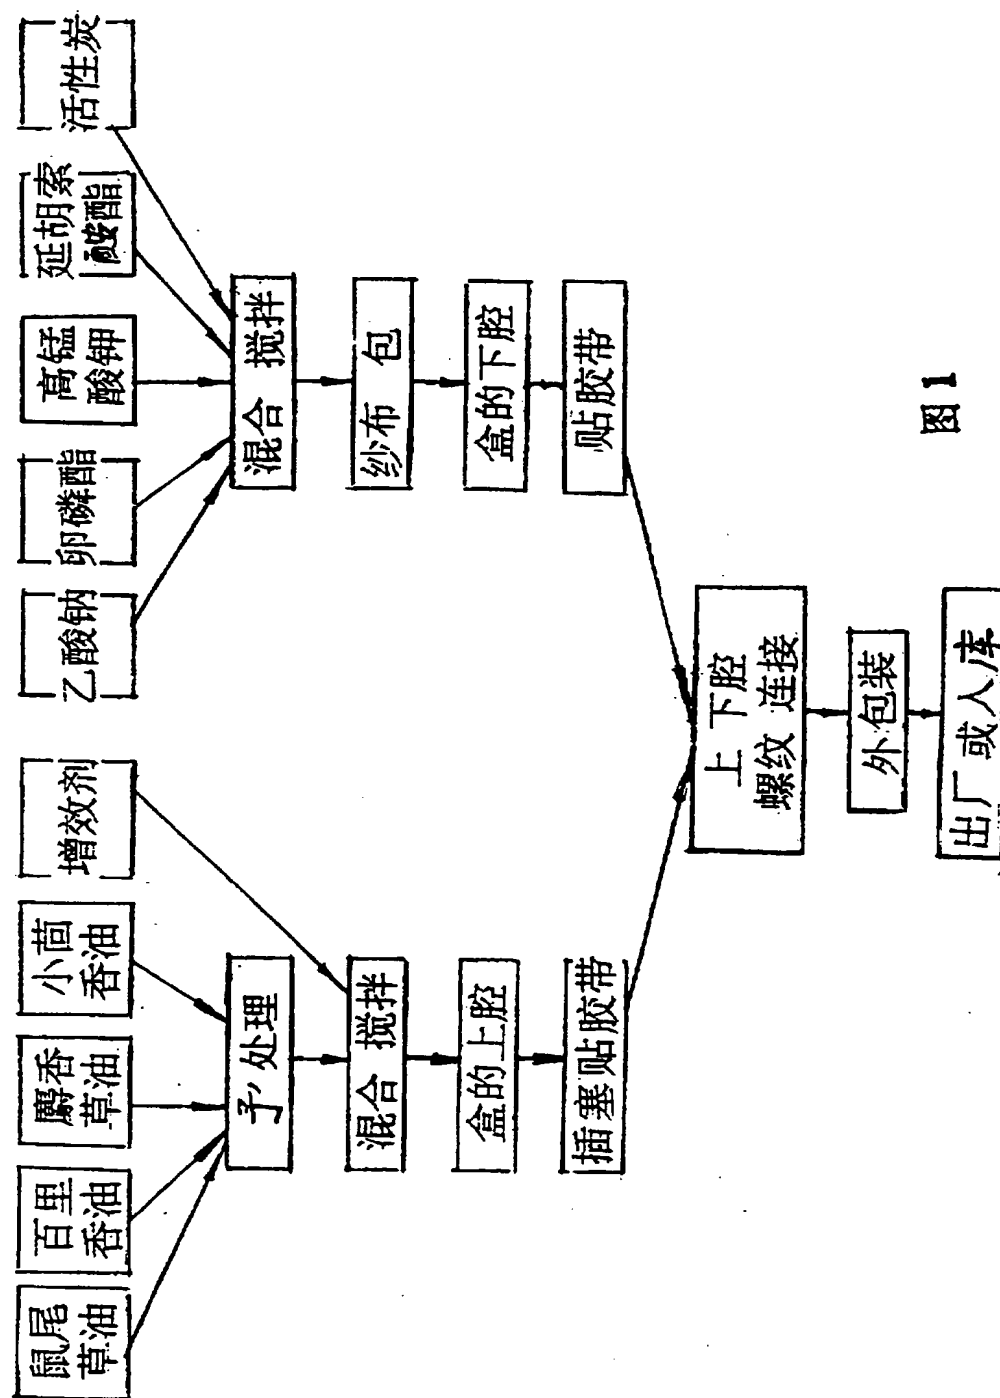 鼠尾
草油
百里
香油
麝香
草油
小茴
香油
增效剂
乙酸钠
卵磷酯
高锰
酸钾
延胡索
酸酯
活性炭
予处理
混合 搅拌
混合 搅拌
盒的上腔
纱布 包
盒的下腔
插塞贴胶带
贴胶带
上 下腔
螺纹 连接
外包装
出厂 或入库
图 1